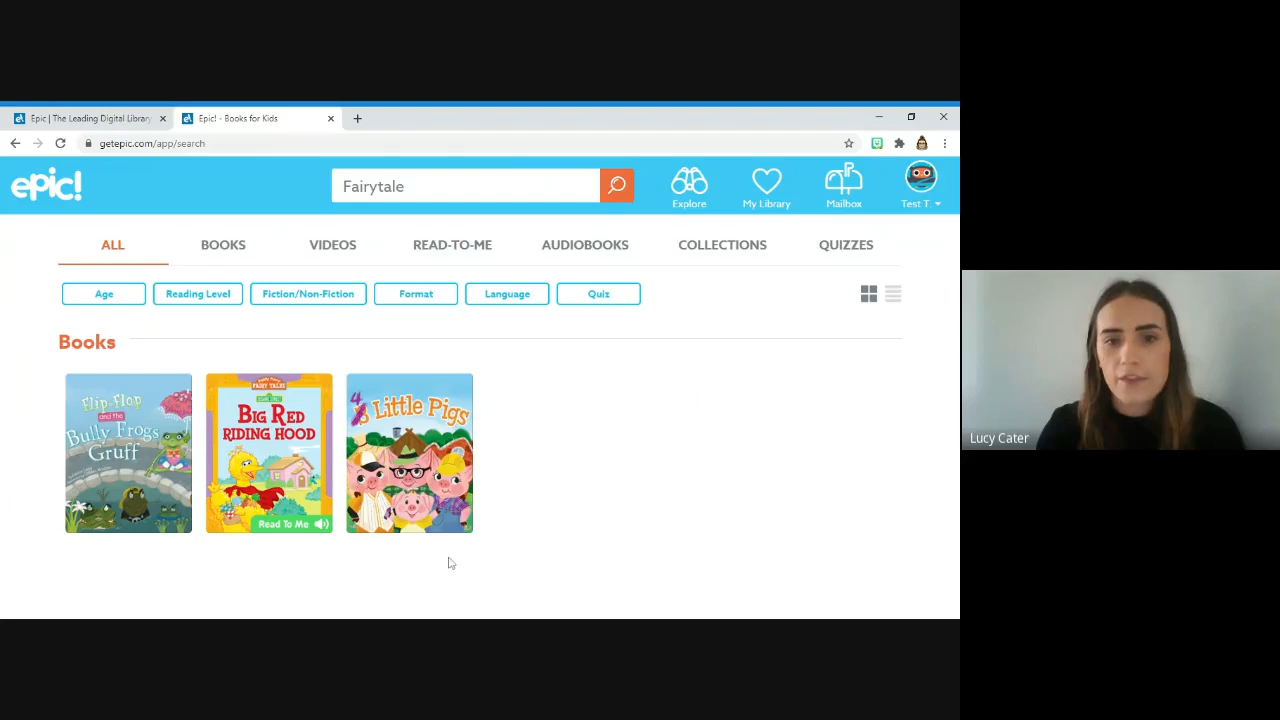 Epic | The Leading Digital Library
Epic! - Books for Kids
getepic.com/app/search
epic!
Fairytale
Explore
My Library
Mailbox
Test T.
ALL
BOOKS
VIDEOS
READ-TO-ME
AUDIOBOOKS
COLLECTIONS
QUIZZES
Age
Reading Level
Fiction/Non-Fiction
Format
Language
Quiz
Books
Flip-Flop
and the
Bully Frogs
Gruff
FAIRY TALES
BIG RED
RIDING HOOD
Read To Me
4
3 Little Pigs
Lucy Cater